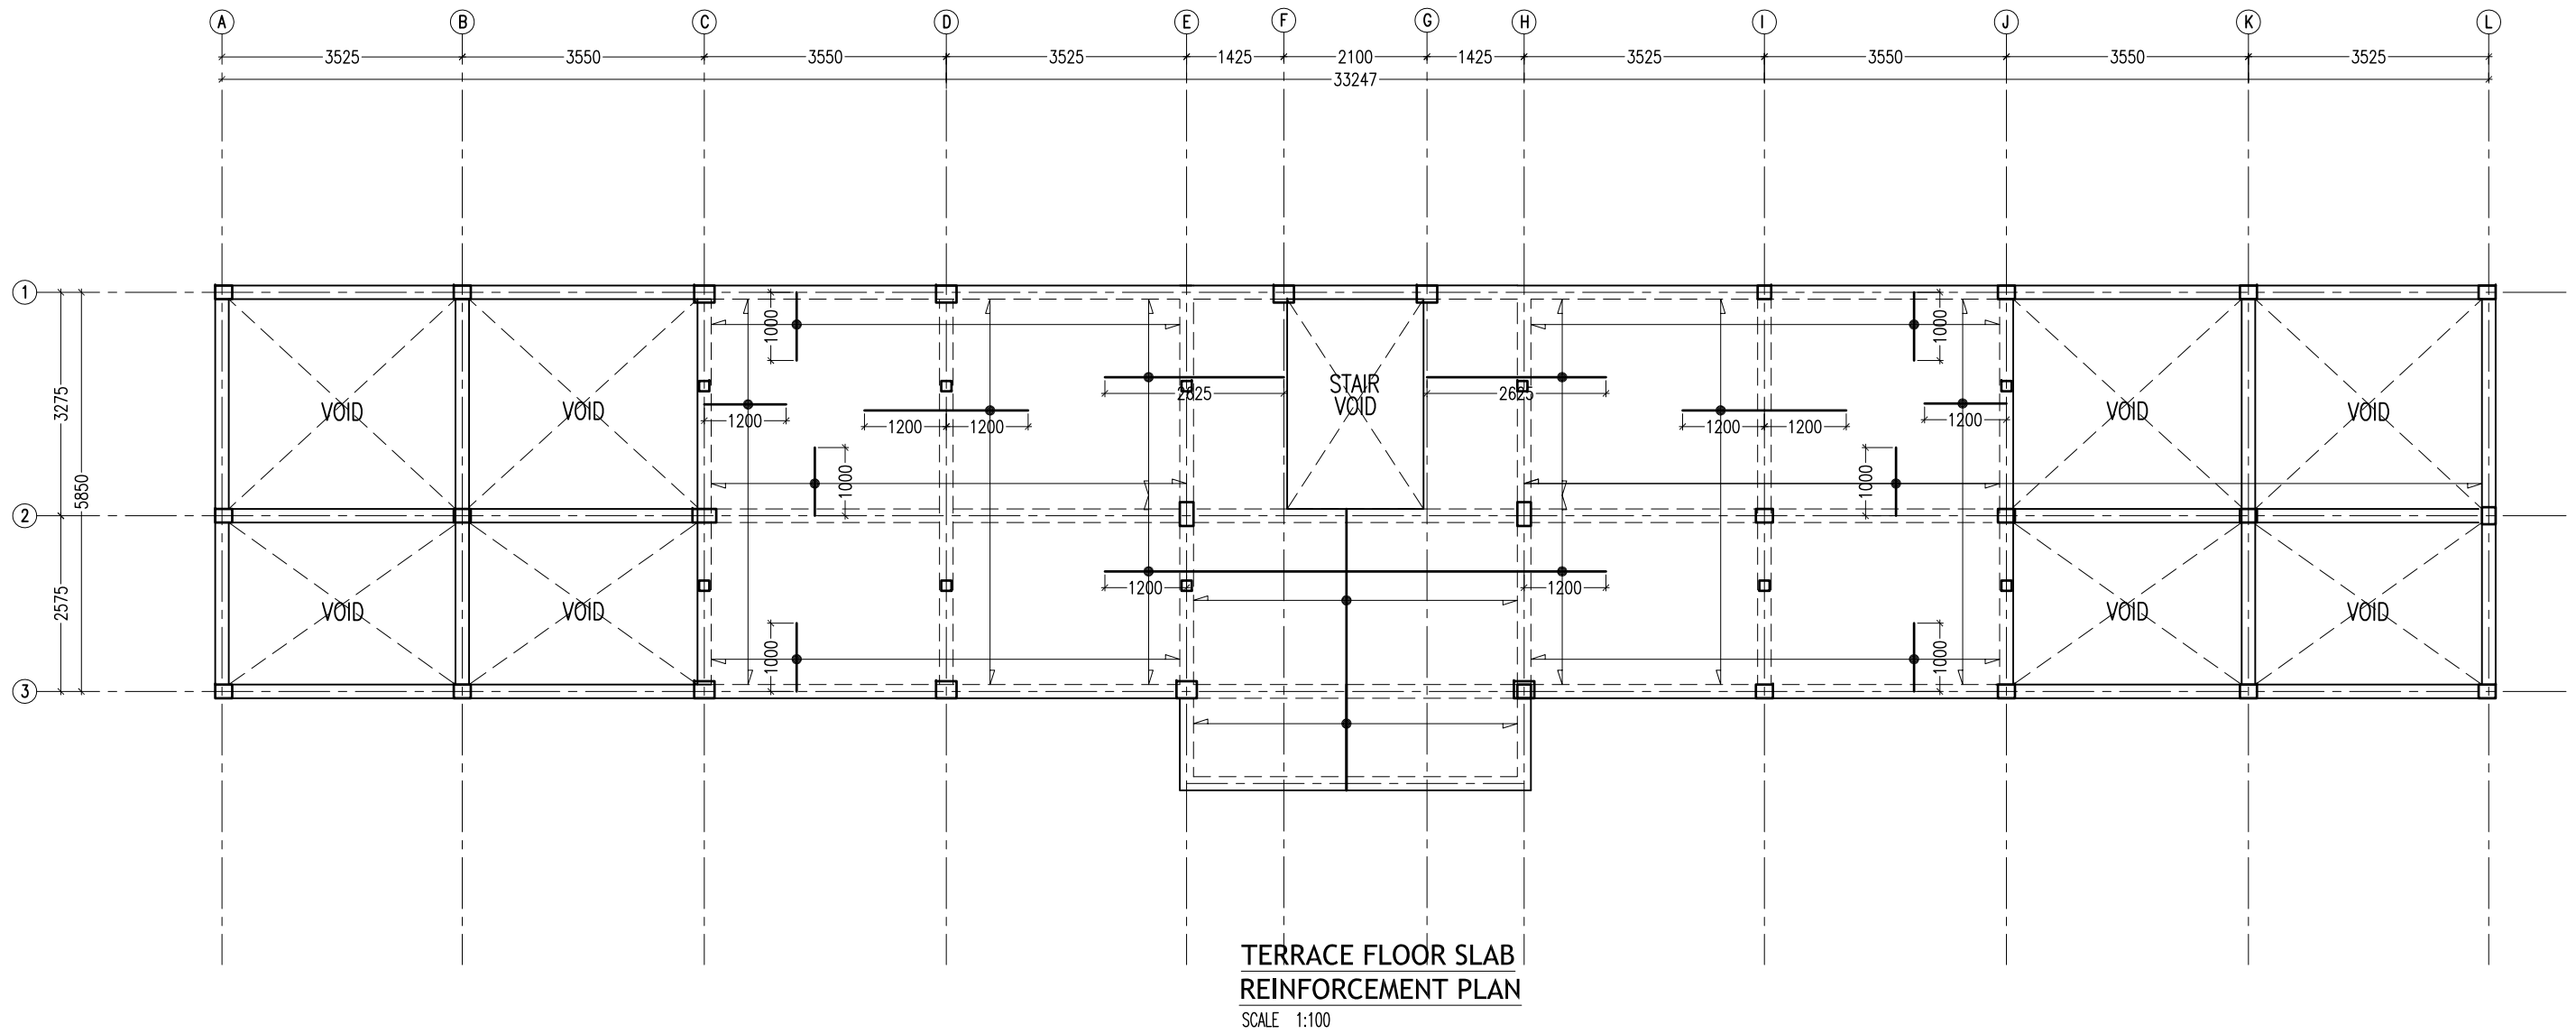 A B C D E F G H I J K L
3525 3550 3550 3525 1425 2100 1425 3525 3550 3550 3525
33247
1
1000 1000
3275
STAIR
VOID
2625 2625
VOID VOID VOID VOID
1200 1200 1200 1200 1200 1200
1000 1000
5850
2
1200 1200
2575
VOID VOID VOID VOID
1000 1000
3
TERRACE FLOOR SLAB
REINFORCEMENT PLAN
SCALE 1:100